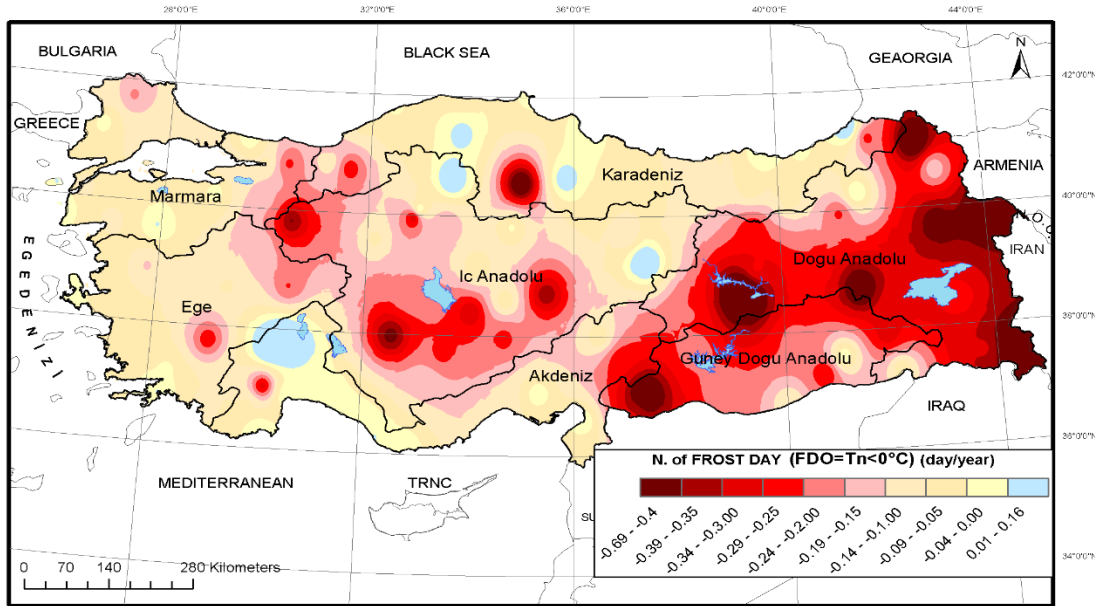 28°0'0"E
32°0'0"E
36°0'0"E
40°0'0"E
44°0'0"E
BULGARIA
BLACK SEA
GEAORGIA
N
42°0'0"N
GREECE
ARMENIA
Marmara
Karadeniz
40°0'0"N
N.O.
IRAN
EGEDENIZI
Ic Anadolu
Dogu Anadolu
Ege
36°0'0"N
Akdeniz
Guney Dogu Anadolu
IRAQ
36°0'0"N
MEDITERRANEAN
TRNC
SU
N. of FROST DAY (FDO=Tn<0°C) (day/year)
-0.69 - -0.4
-0.39 - -0.35
-0.34 - -3.00
-0.29 - -0.25
-0.24 - -2.00
-0.19 - -0.15
-0.14 - -1.00
-0.09 - -0.05
-0.04 - 0.00
0.01 - 0.16
34°0'0"N
0 70 140 280 Kilometers